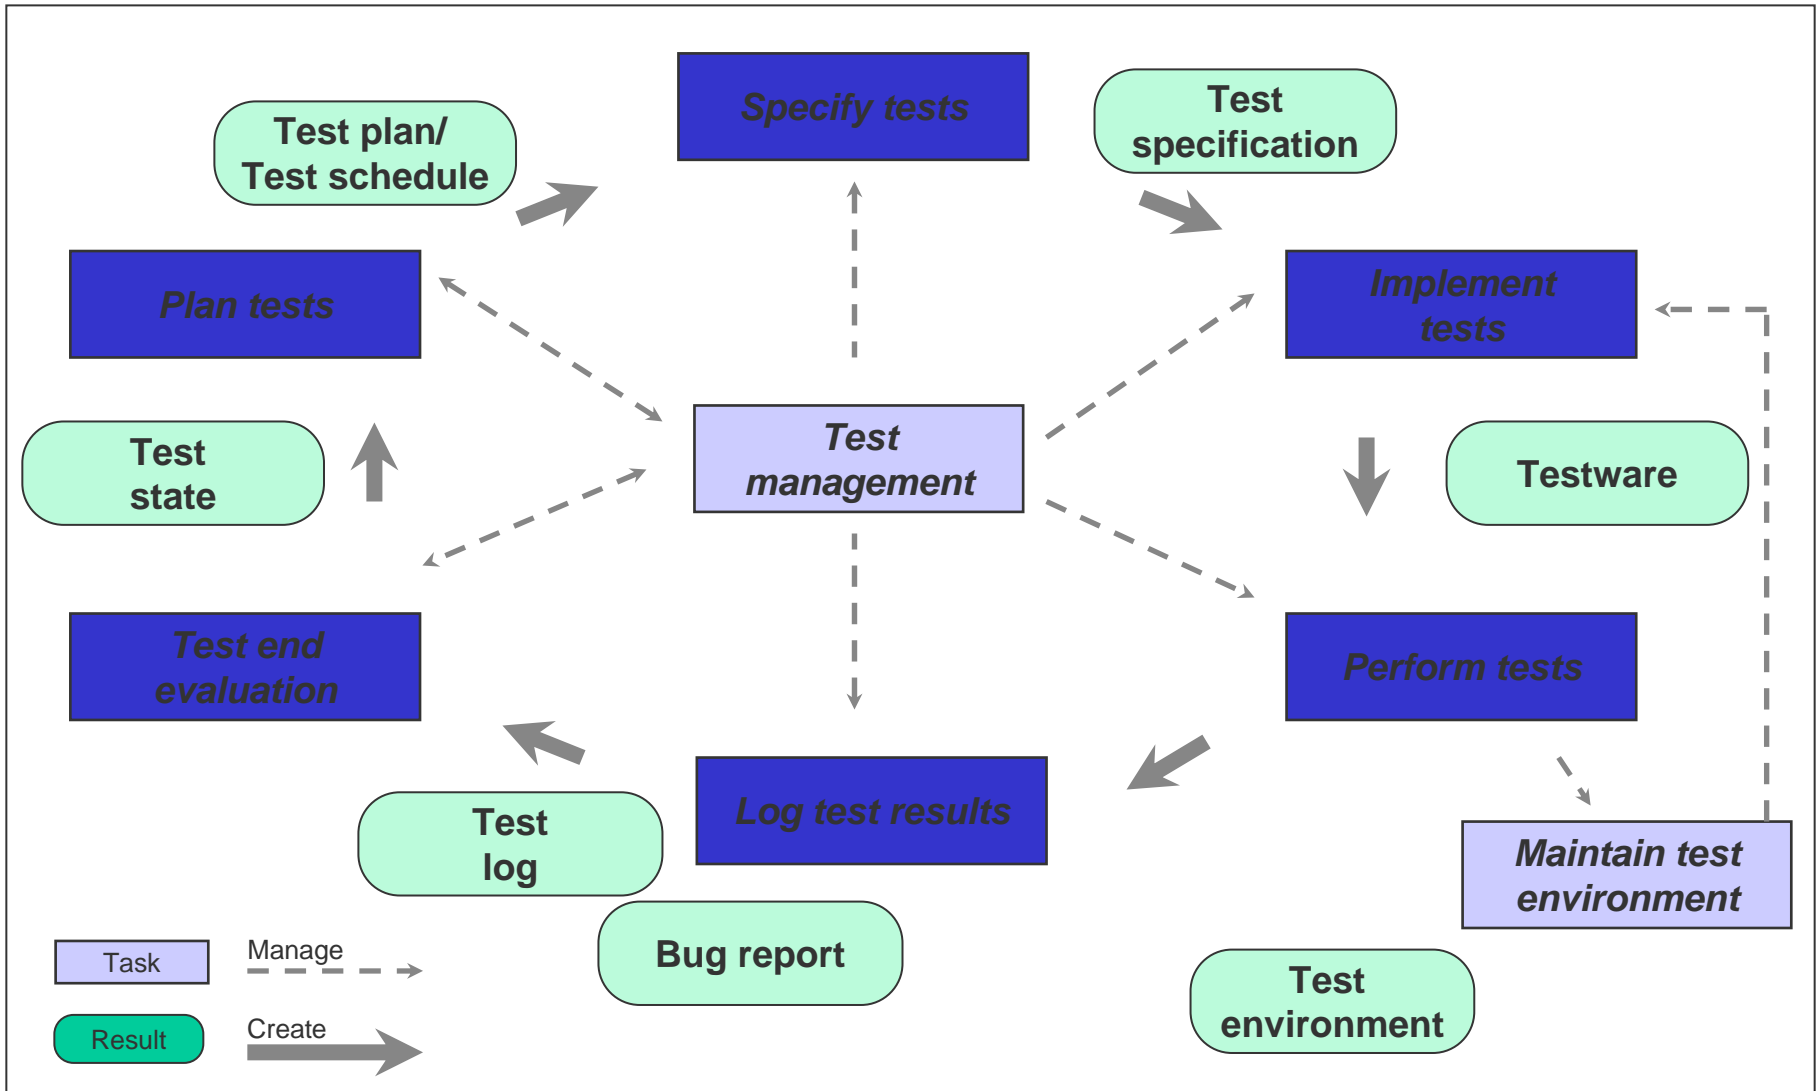 Specify tests
Test
specification
Test plan/
Test schedule
Plan tests
Implement
tests
Test
management
Test
state
Testware
Test end
evaluation
Perform tests
Log test results
Test
log
Maintain test
environment
Bug report
Test
environment
Task
Manage
Result
Create